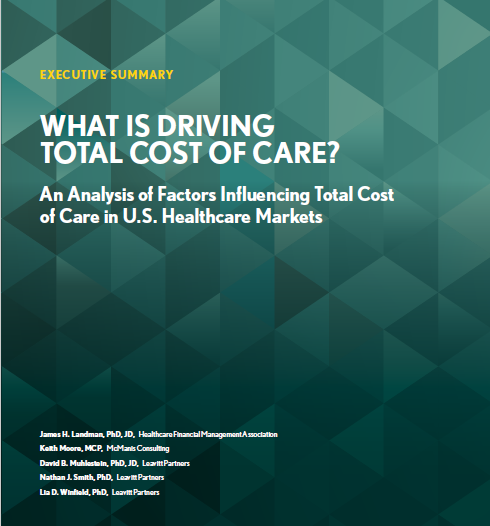 EXECUTIVE SUMMARY
WHAT IS DRIVING
TOTAL COST OF CARE?
An Analysis of Factors Influencing Total Cost
of Care in U.S. Healthcare Markets
James H. Landman, PhD, JD, Healthcare Financial Management Association
Keith Moore, MCP, McManis Consulting
David B. Muhlestein, PhD, JD, Leavitt Partners
Nathan J. Smith, PhD, Leavitt Partners
Lia D. Winfield, PhD, Leavitt Partners